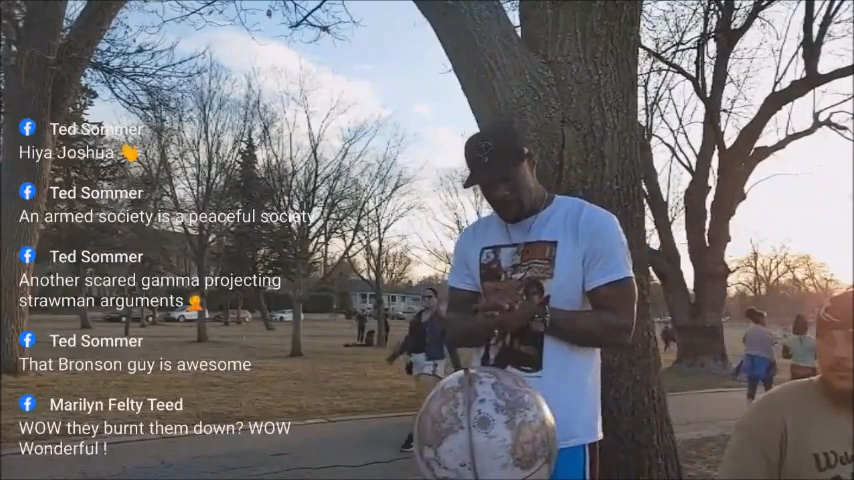 Ted Sommer
Hiya Joshua 👋
Ted Sommer
An armed society is a peaceful society
Ted Sommer
Another scared gamma projecting
strawman arguments 🤦
Ted Sommer
That Bronson guy is awesome
Marilyn Felty Teed
WOW they burnt them down? WOW
Wonderful !